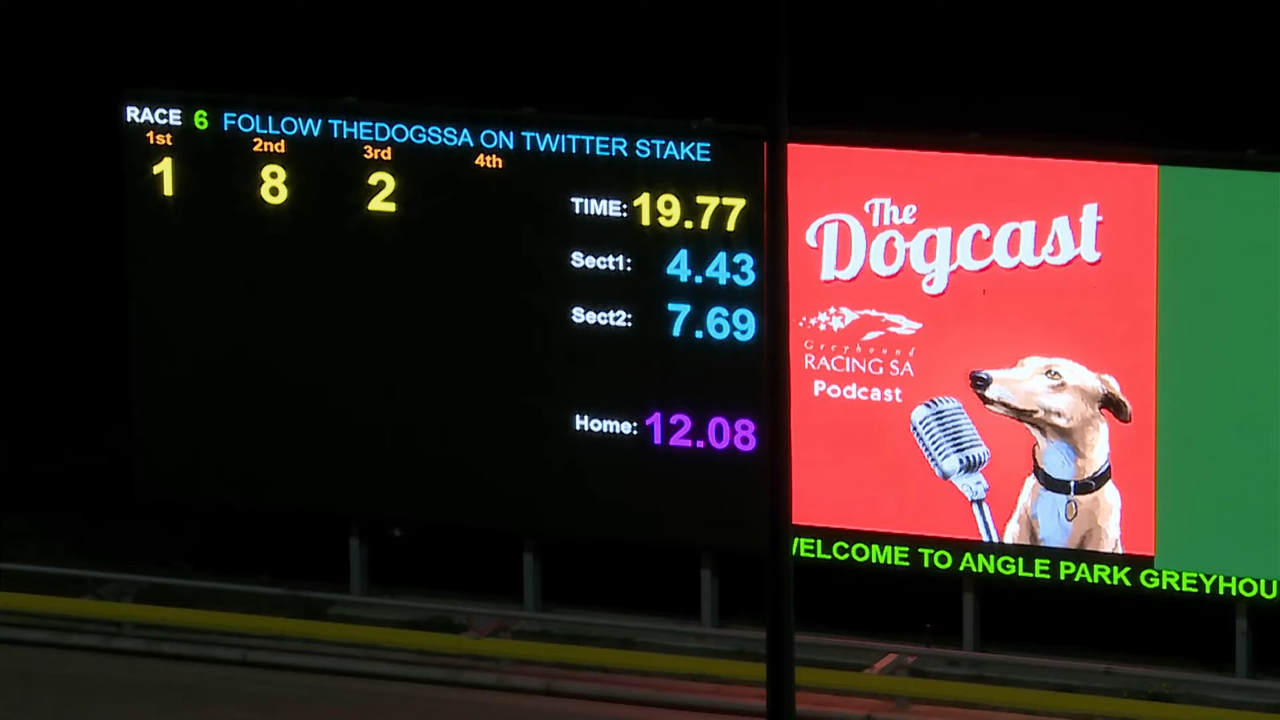 RACE 6 FOLLOW THEDOGSSA ON TWITTER STAKE
1st 2nd 3rd 4th
1 8 2
TIME: 19.77
Sect1: 4.43
Sect2: 7.69
Home: 12.08
The
Dogcast
Greyhound
RACING SA
Podcast
WELCOME TO ANGLE PARK GREYHOU